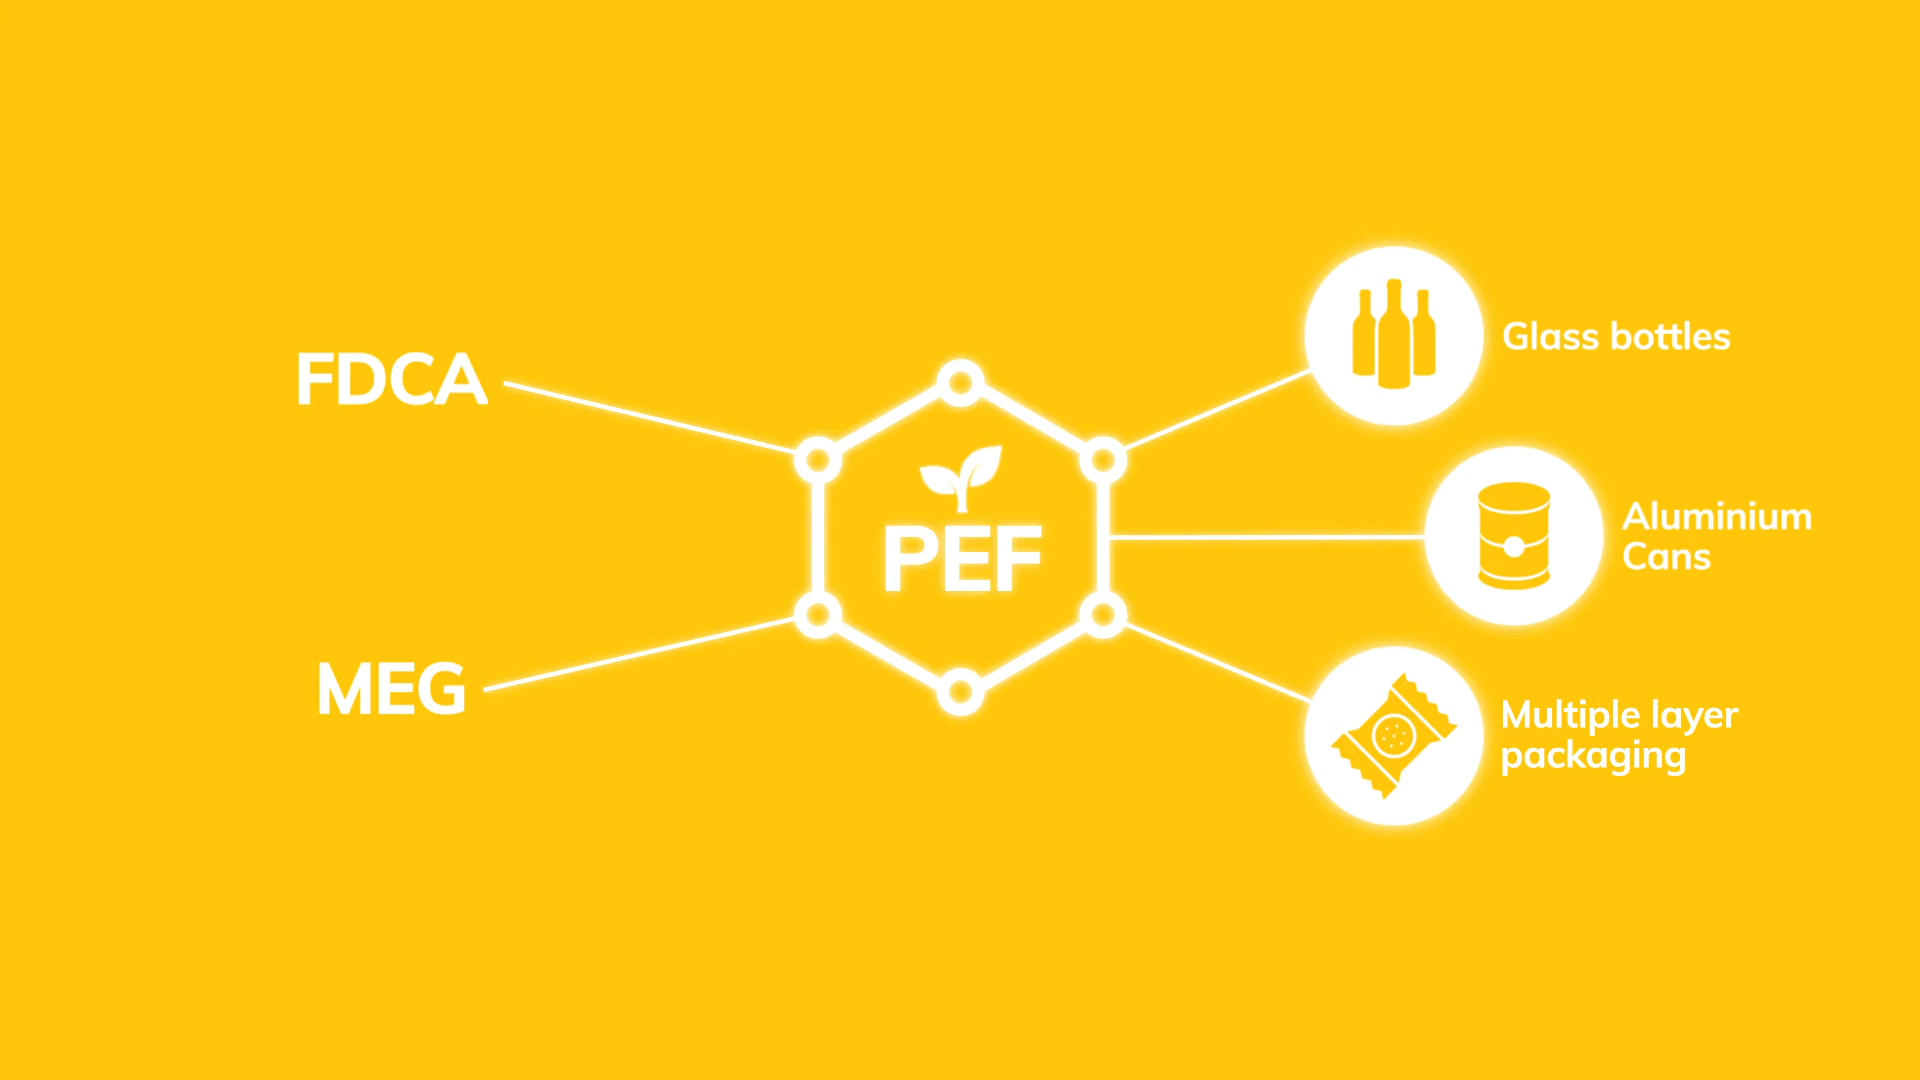 FDCA
MEG
PEF
Glass bottles
Aluminium
Cans
Multiple layer
packaging